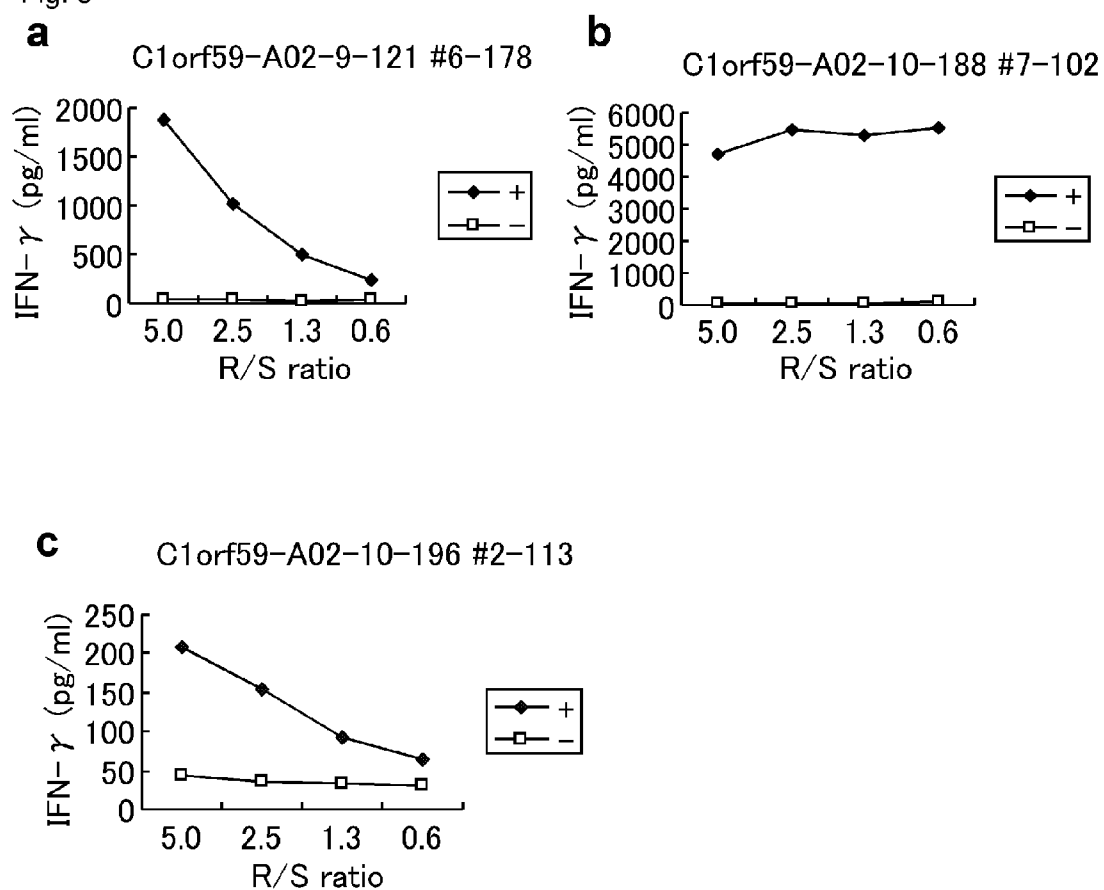 a
C1orf59-A02-9-121 #6-178
IFN-γ (pg/ml)
2000
1500
1000
500
0
5.0 2.5 1.3 0.6
R/S ratio
+
−
b
C1orf59-A02-10-188 #7-102
IFN-γ (pg/ml)
6000
5000
4000
3000
2000
1000
0
5.0 2.5 1.3 0.6
R/S ratio
+
−
c
C1orf59-A02-10-196 #2-113
IFN-γ (pg/ml)
250
200
150
100
50
0
5.0 2.5 1.3 0.6
R/S ratio
+
−